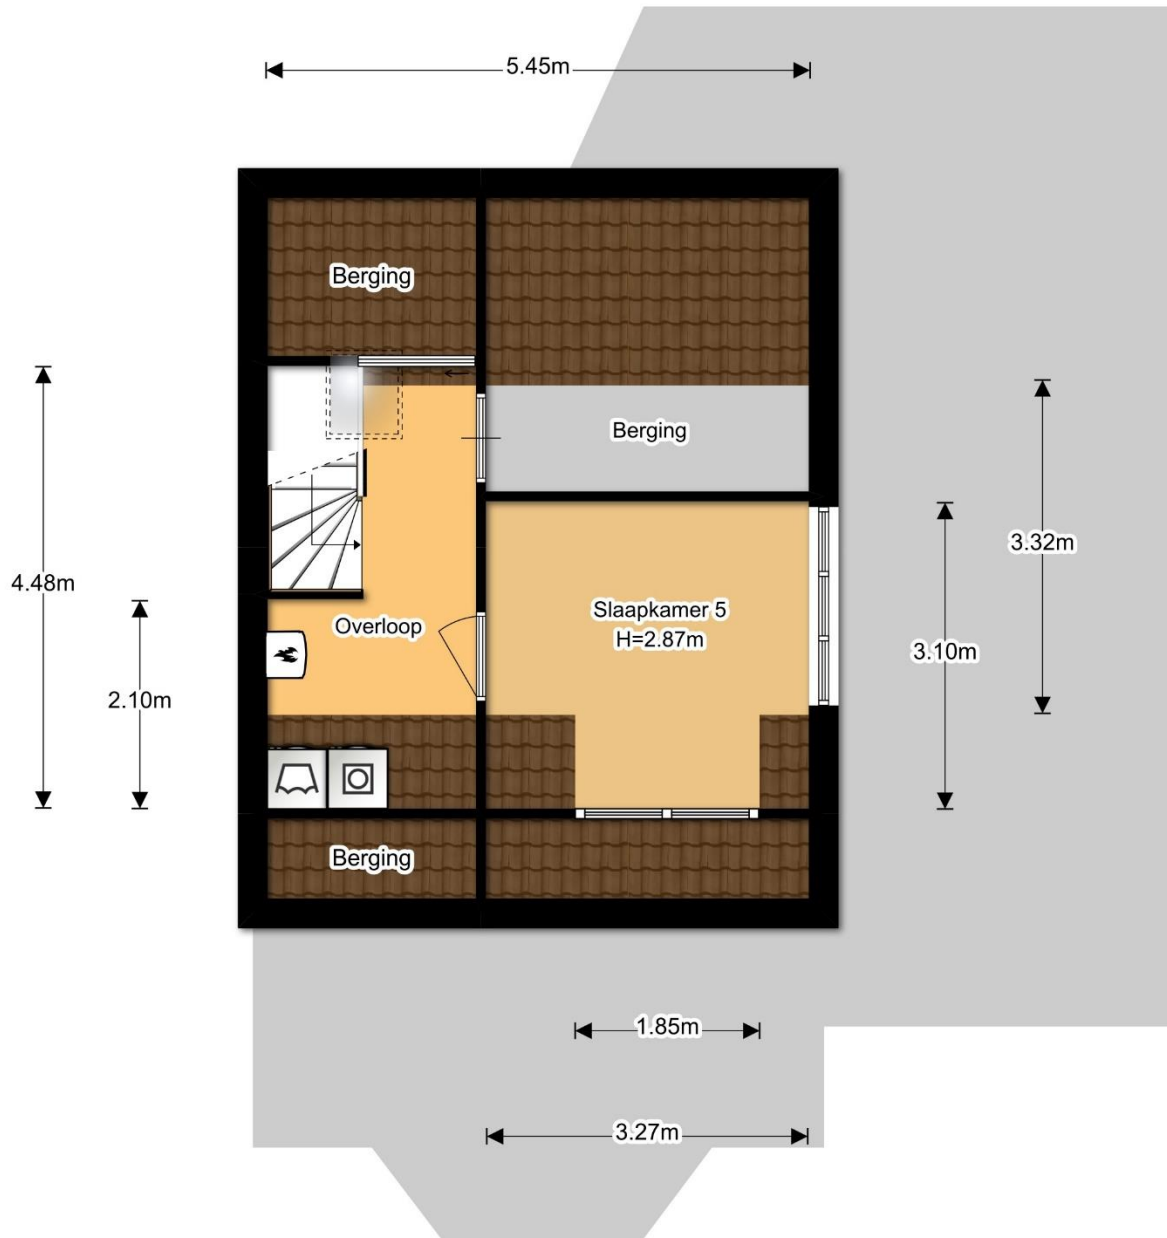 5.45m
Berging
Berging
4.48m
3.32m
Slaapkamer 5
H=2.87m
Overloop
3.10m
2.10m
Berging
1.85m
3.27m